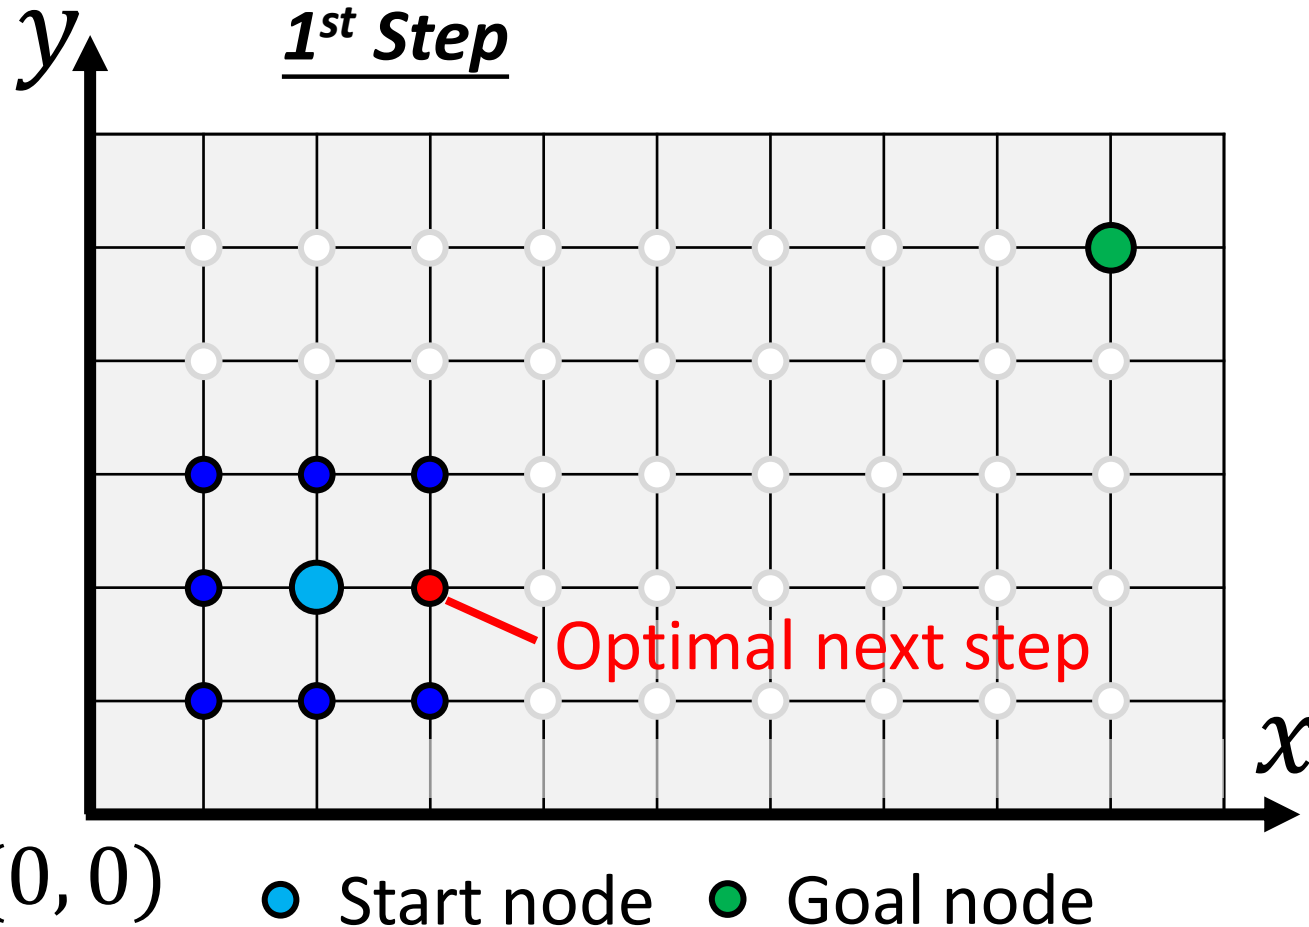 y
1st Step
Optimal next step
x
(0, 0)
Start node
Goal node